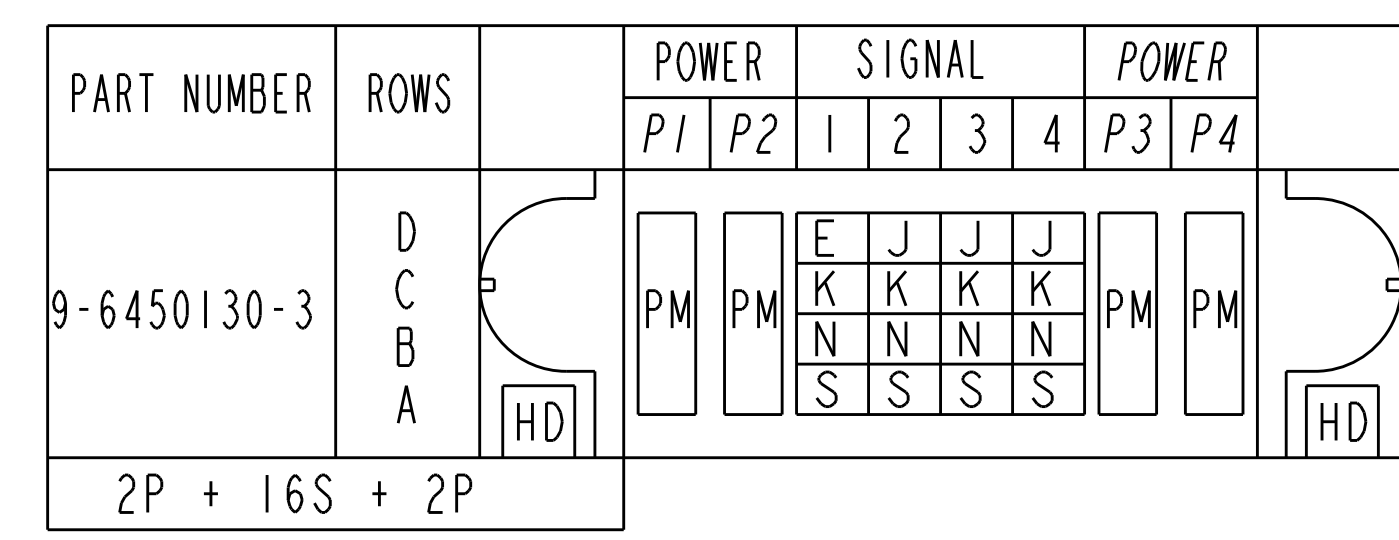 PART NUMBER ROWS POWER SIGNAL POWER
P1 P2 1 2 3 4 P3 P4
D E J J J
C K K K K
9-6450130-3 PM PM PM PM
B N N N N
A S S S S
HD HD
2P + 16S + 2P